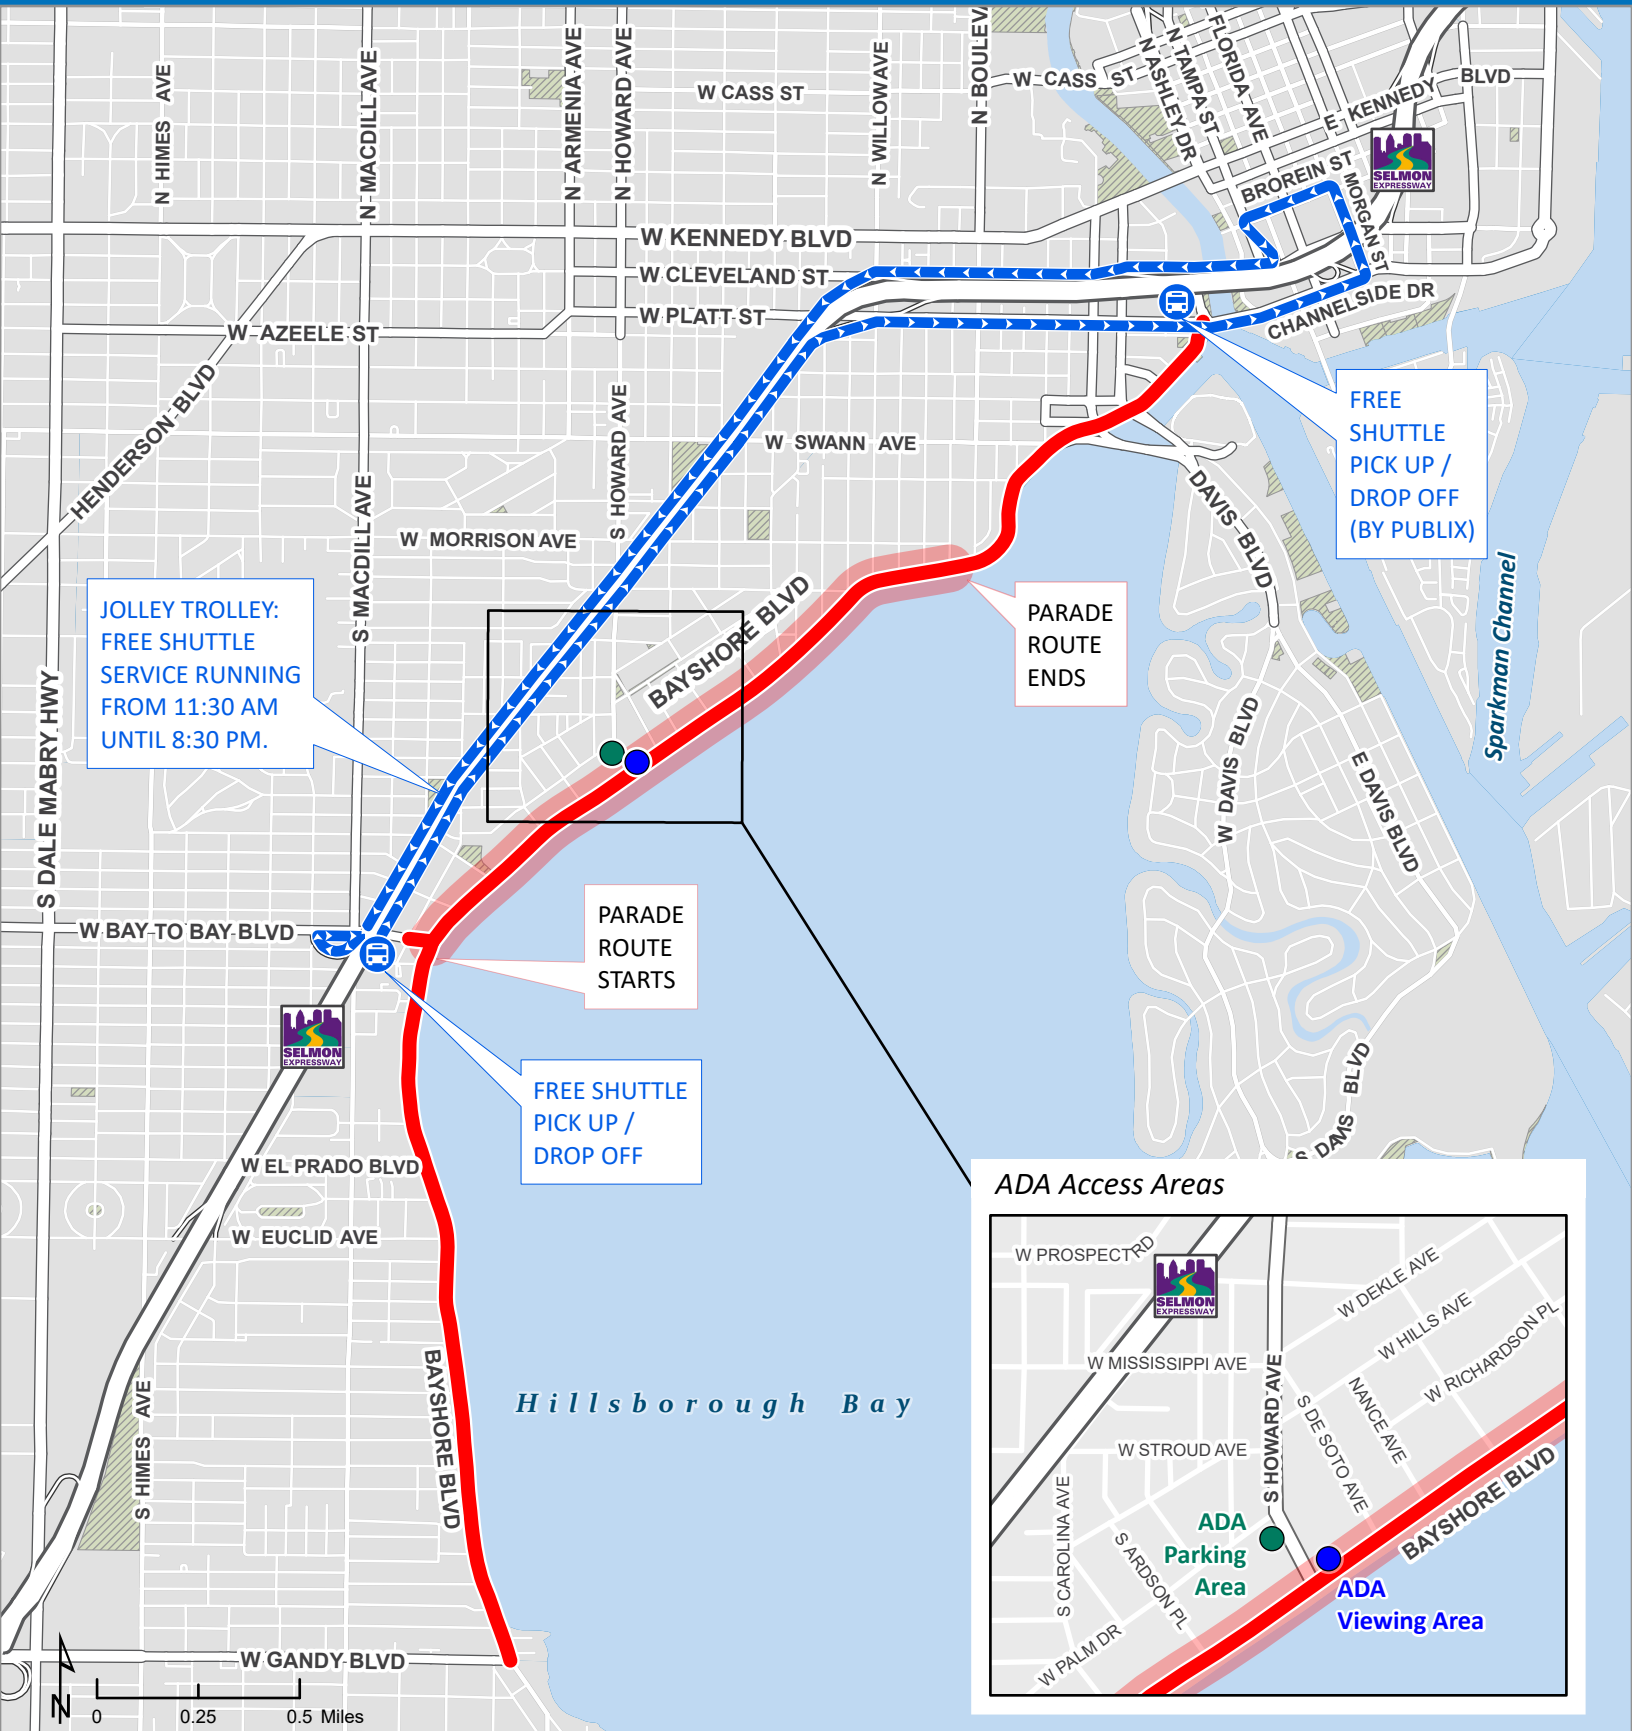 N HIMES AVE
N MACDILL AVE
N ARMENIA AVE
N HOWARD AVE
W CASS ST
N WILLOW AVE
N BOULEVA
W CASS ST
N ASHLEY DR
N TAMPA ST
FLORIDA AVE
E KENNEDY BLVD
SELMON
EXPRESSWAY
BROREIN ST
MORGAN ST
W KENNEDY BLVD
W CLEVELAND ST
W PLATT ST
CHANNELSIDE DR
W AZEELE ST
HENDERSON BLVD
S HOWARD AVE
W SWANN AVE
FREE
SHUTTLE
PICK UP /
DROP OFF
(BY PUBLIX)
S MACDILL AVE
W MORRISON AVE
DAVIS BLVD
Sparkman Channel
JOLLEY TROLLEY:
FREE SHUTTLE
SERVICE RUNNING
FROM 11:30 AM
UNTIL 8:30 PM.
BAYSHORE BLVD
PARADE
ROUTE
ENDS
S DALE MABRY HWY
W DAVIS BLVD
E DAVIS BLVD
W BAY TO BAY BLVD
PARADE
ROUTE
STARTS
SELMON
EXPRESSWAY
FREE SHUTTLE
PICK UP /
DROP OFF
S DAVIS BLVD
W EL PRADO BLVD
W EUCLID AVE
S HIMES AVE
BAYSHORE BLVD
Hillsborough Bay
W GANDY BLVD
N
0 0.25 0.5 Miles
ADA Access Areas
W PROSPECT RD
SELMON
EXPRESSWAY
W DEKLE AVE
W HILLS AVE
W RICHARDSON PL
W MISSISSIPPI AVE
S HOWARD AVE
S DE SOTO AVE
NANCE AVE
W STROUD AVE
S CAROLINA AVE
S ARDSON PL
W PALM DR
BAYSHORE BLVD
ADA
Parking
Area
ADA
Viewing Area